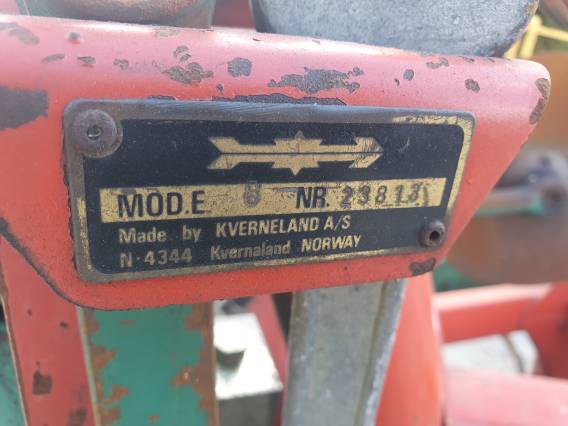 MOD.E 8 NR. 23813
Made by KVERNELAND A/S
N-4344 Kvernaland NORWAY